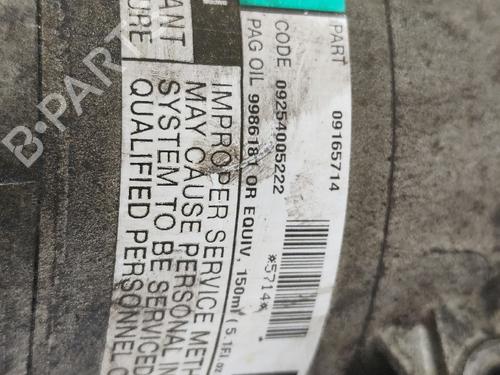 PART 09165714
CODE 09254005222
*5714*
PAG OIL 9986181 OR EQUIV, 150ml (5.1Fl.oz
IMPROPER SERVICE METH
MAY CAUSE PERSONAL IN
SYSTEM TO BE SERVICED
QUALIFIED PERSONNEL
ANT
URE
B-PARTS